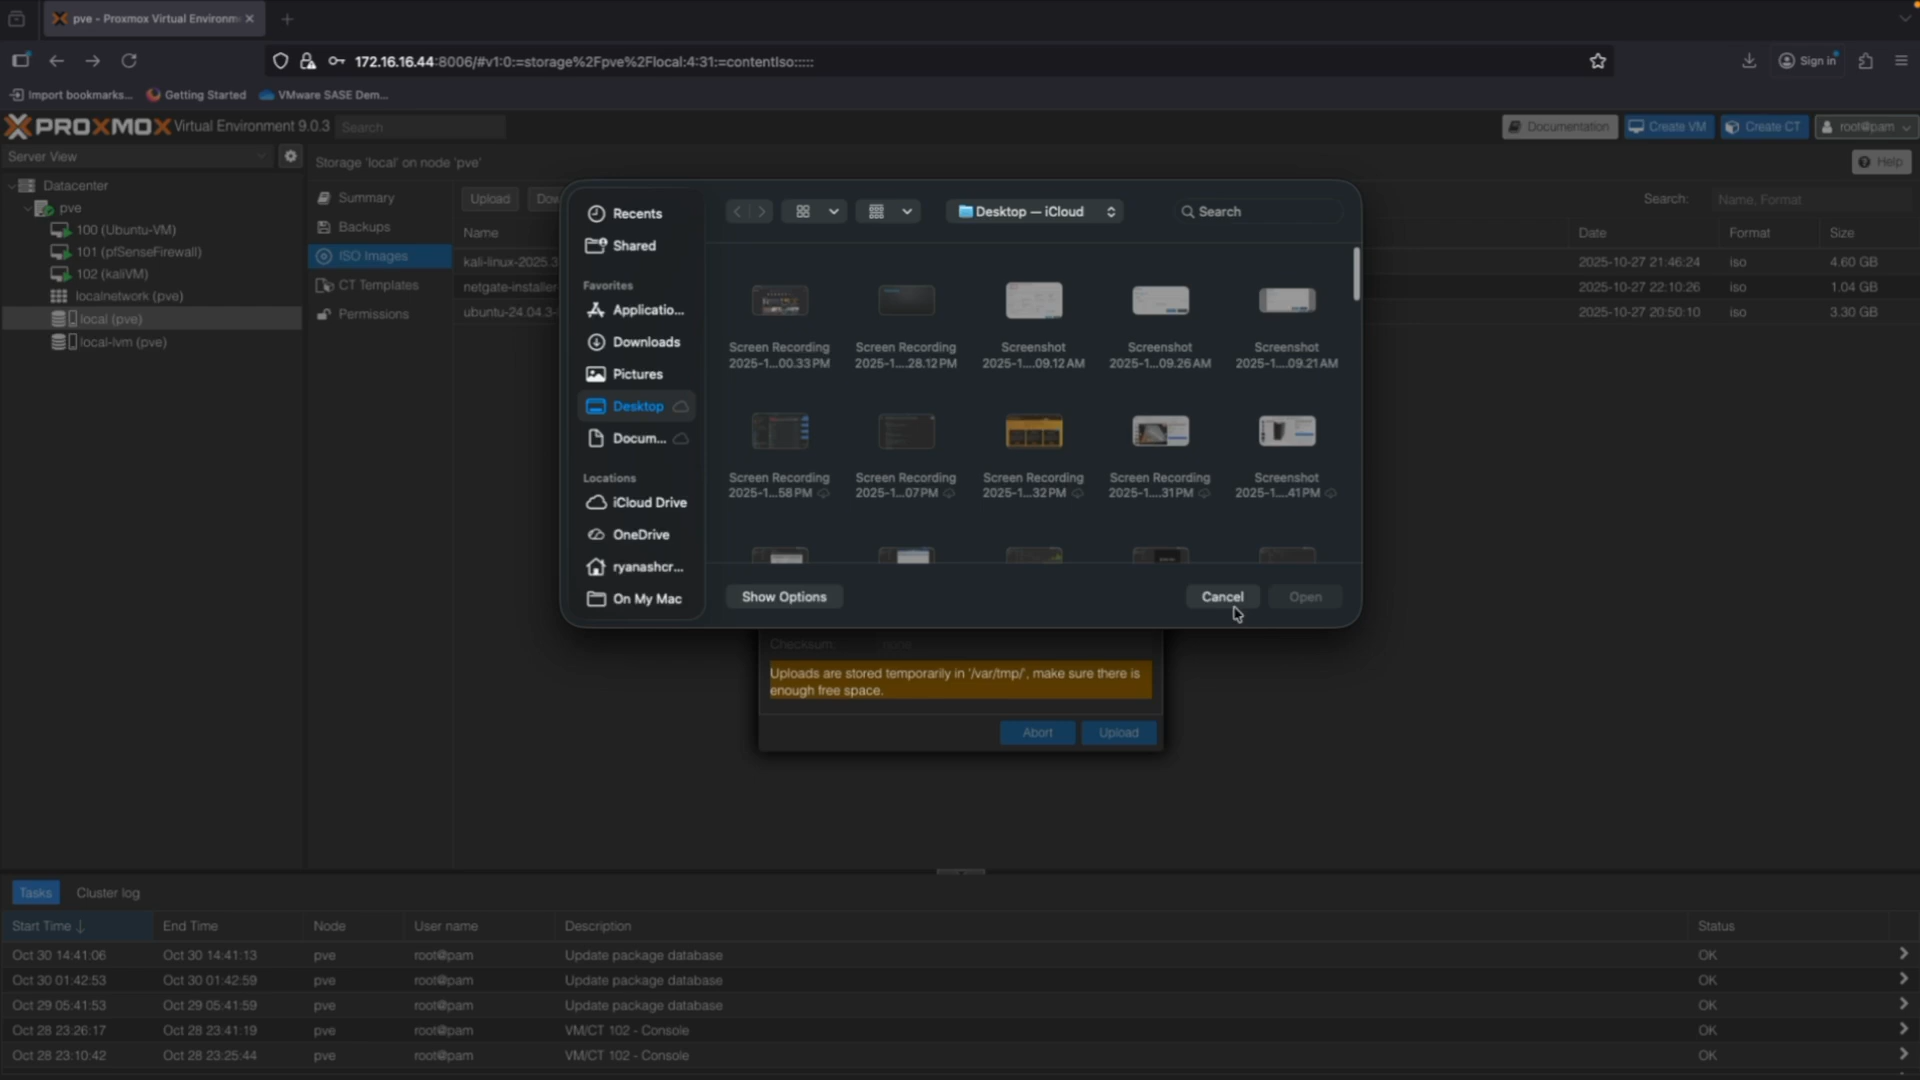 pve - Proxmox Virtual Environm
172.16.16.44:8006/#v1:0:=storage%2Fpve%2Flocal:4:31:=contentIso:::::
Sign in
Import bookmarks...
Getting Started
VMware SASE Dem...
PROXMOX Virtual Environment 9.0.3
Search
Documentation
Create VM
Create CT
root@pam
Server View
Storage 'local' on node 'pve'
Help
Datacenter
pve
100 (Ubuntu-VM)
101 (pfSenseFirewall)
102 (kaliVM)
localnetwork (pve)
local (pve)
local-lvm (pve)
Summary
Backups
ISO Images
CT Templates
Permissions
Upload
Dow
Search:
Name, Format
Name
Date
Format
Size
kali-linux-2025.3
2025-10-27 21:46:24
iso
4.60 GB
netgate-installer
2025-10-27 22:10:26
iso
1.04 GB
ubuntu-24.04.3-
2025-10-27 20:50:10
iso
3.30 GB
Recents
Shared
Favorites
Applicatio...
Downloads
Pictures
Desktop
Docum...
Locations
iCloud Drive
OneDrive
ryanashcr...
On My Mac
Desktop — iCloud
Search
Screen Recording
2025-1...00.33 PM
Screen Recording
2025-1....28.12 PM
Screenshot
2025-1....09.12 AM
Screenshot
2025-1...09.26 AM
Screenshot
2025-1....09.21 AM
Screen Recording
2025-1...58 PM
Screen Recording
2025-1...07 PM
Screen Recording
2025-1...32 PM
Screen Recording
2025-1....31 PM
Screenshot
2025-1....41 PM
Show Options
Cancel
Open
Checksum:
none
Uploads are stored temporarily in '/var/tmp/', make sure there is
enough free space.
Abort
Upload
Tasks
Cluster log
Start Time
End Time
Node
User name
Description
Status
Oct 30 14:41:06
Oct 30 14:41:13
pve
root@pam
Update package database
OK
Oct 30 01:42:53
Oct 30 01:42:59
pve
root@pam
Update package database
OK
Oct 29 05:41:53
Oct 29 05:41:59
pve
root@pam
Update package database
OK
Oct 28 23:26:17
Oct 28 23:41:19
pve
root@pam
VM/CT 102 - Console
OK
Oct 28 23:10:42
Oct 28 23:25:44
pve
root@pam
VM/CT 102 - Console
OK